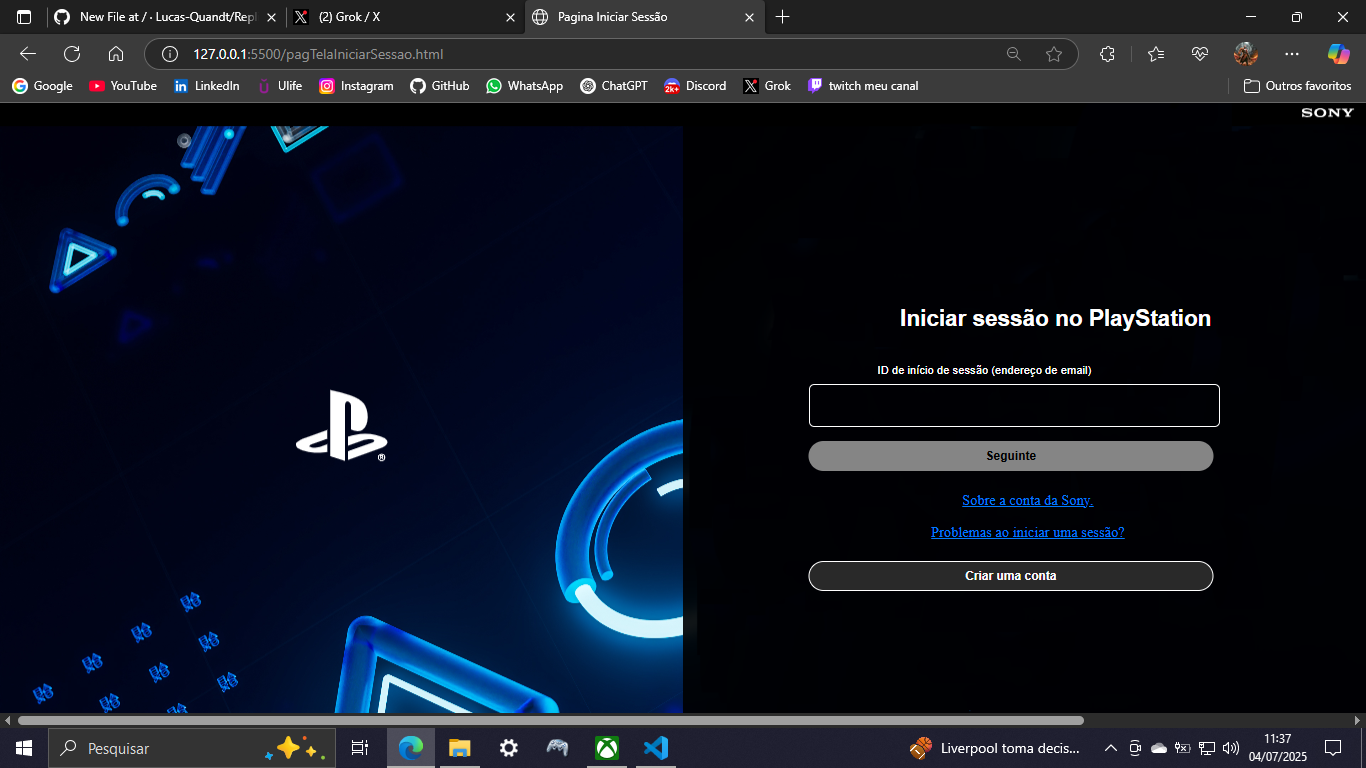 New File at / · Lucas-Quandt/Repl
(2) Grok / X
Pagina Iniciar Sessão
127.0.0.1:5500/pagTelaIniciarSessao.html
Google
YouTube
LinkedIn
Ulife
Instagram
GitHub
WhatsApp
ChatGPT
2K+
Discord
Grok
twitch meu canal
Outros favoritos
SONY
Iniciar sessão no PlayStation
ID de início de sessão (endereço de email)
Seguinte
Sobre a conta da Sony.
Problemas ao iniciar uma sessão?
Criar uma conta
®
Pesquisar
Liverpool toma decis...
11:37
04/07/2025